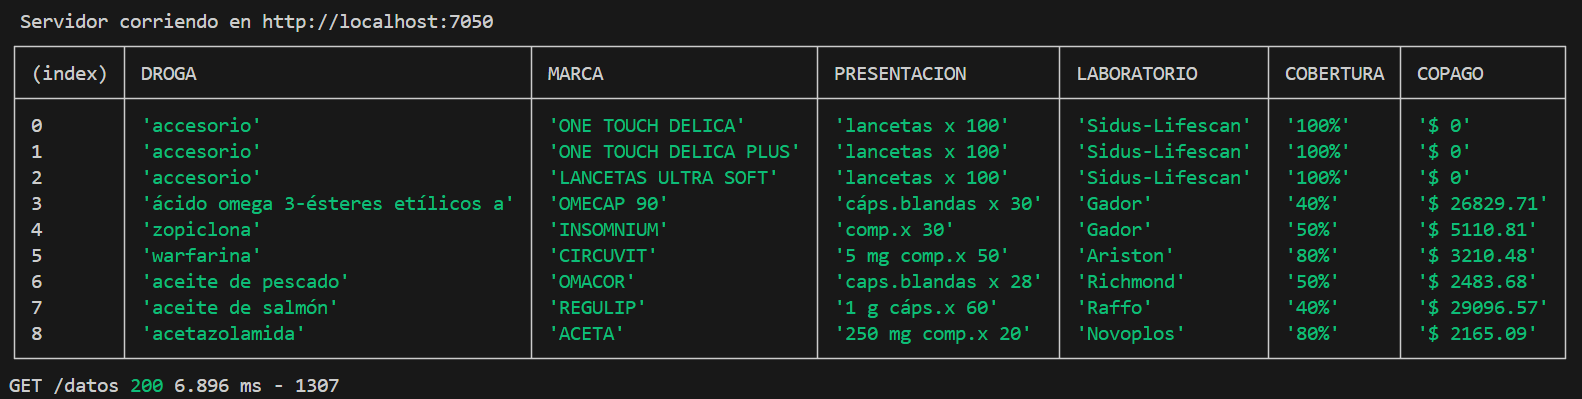 Servidor corriendo en http://localhost:7050
(index) DROGA MARCA PRESENTACION LABORATORIO COBERTURA COPAGO
0 'accesorio' 'ONE TOUCH DELICA' 'lancetas x 100' 'Sidus-Lifescan' '100%' '$ 0'
1 'accesorio' 'ONE TOUCH DELICA PLUS' 'lancetas x 100' 'Sidus-Lifescan' '100%' '$ 0'
2 'accesorio' 'LANCETAS ULTRA SOFT' 'lancetas x 100' 'Sidus-Lifescan' '100%' '$ 0'
3 'ácido omega 3-ésteres etílicos a' 'OMECAP 90' 'cáps.blandas x 30' 'Gador' '40%' '$ 26829.71'
4 'zopiclona' 'INSOMNIUM' 'comp.x 30' 'Gador' '50%' '$ 5110.81'
5 'warfarina' 'CIRCUVIT' '5 mg comp.x 50' 'Ariston' '80%' '$ 3210.48'
6 'aceite de pescado' 'OMACOR' 'caps.blandas x 28' 'Richmond' '50%' '$ 2483.68'
7 'aceite de salmón' 'REGULIP' '1 g cáps.x 60' 'Raffo' '40%' '$ 29096.57'
8 'acetazolamida' 'ACETA' '250 mg comp.x 20' 'Novoplos' '80%' '$ 2165.09'
GET /datos 200 6.896 ms - 1307